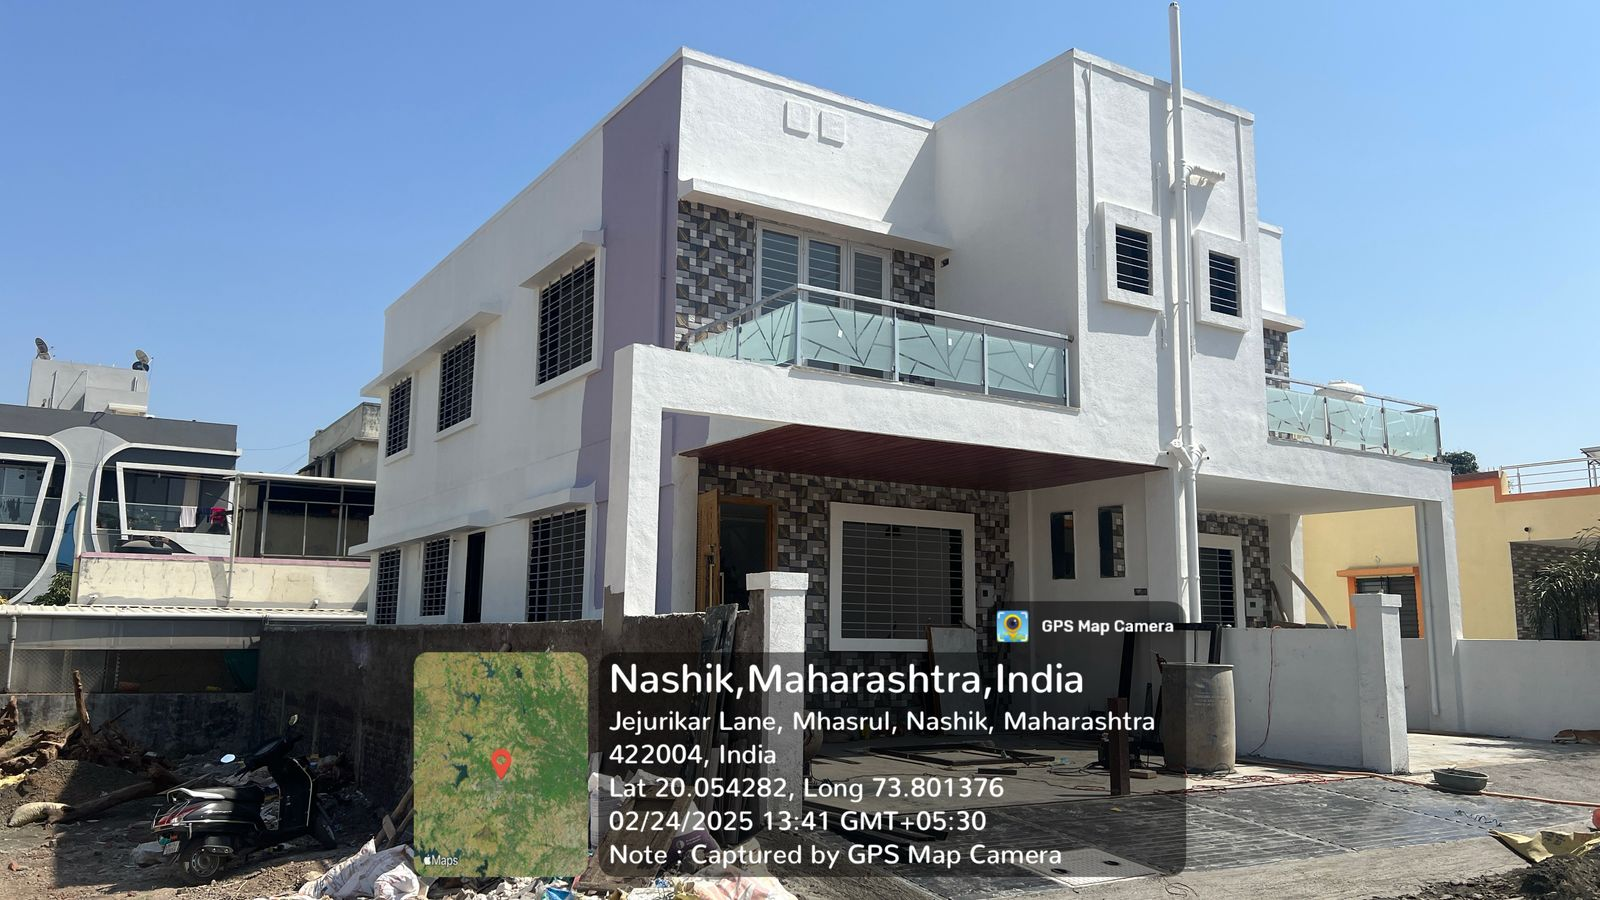 GPS Map Camera
Nashik,Maharashtra,India
Jejurikar Lane, Mhasrul, Nashik, Maharashtra
422004, India
Lat 20.054282, Long 73.801376
02/24/2025 13:41 GMT+05:30
Note : Captured by GPS Map Camera
Maps